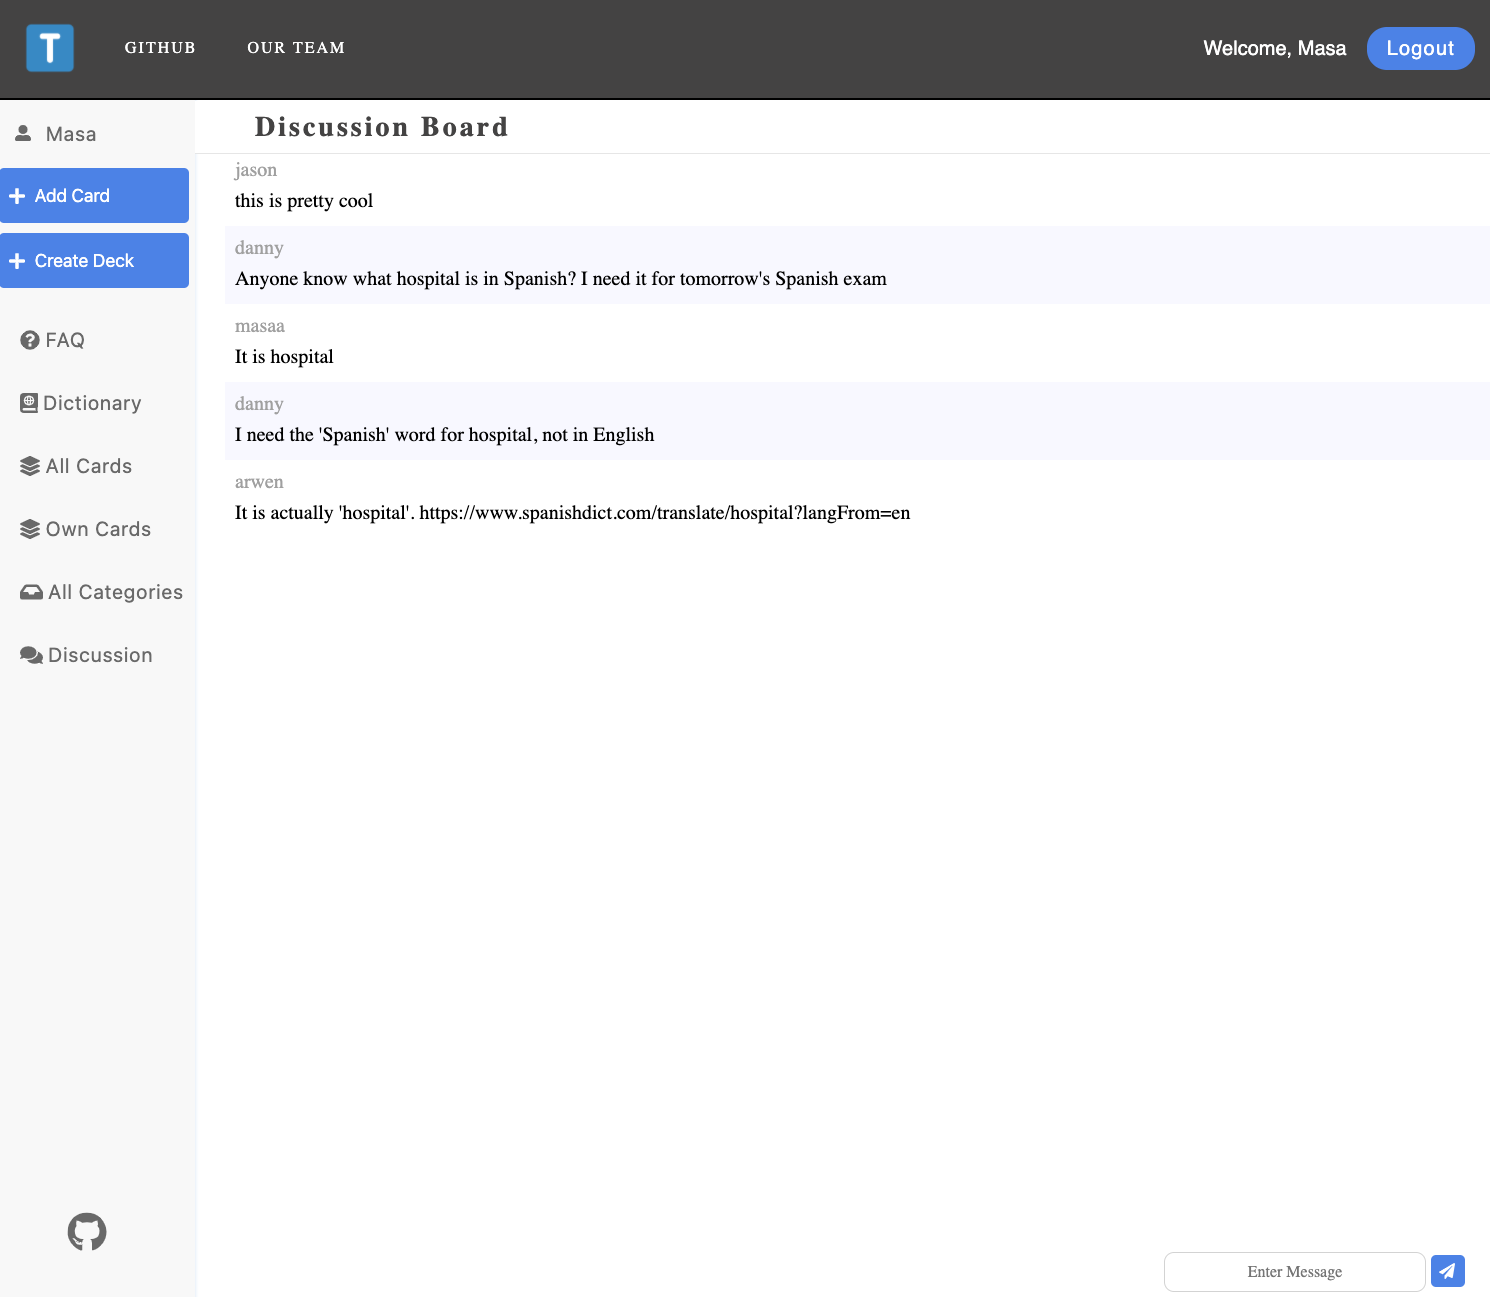 T
GITHUB
OUR TEAM
Welcome, Masa
Logout
Masa
Add Card
Create Deck
FAQ
Dictionary
All Cards
Own Cards
All Categories
Discussion
Discussion Board
jason
this is pretty cool
danny
Anyone know what hospital is in Spanish? I need it for tomorrow's Spanish exam
masaa
It is hospital
danny
I need the 'Spanish' word for hospital, not in English
arwen
It is actually 'hospital'. https://www.spanishdict.com/translate/hospital?langFrom=en
Enter Message